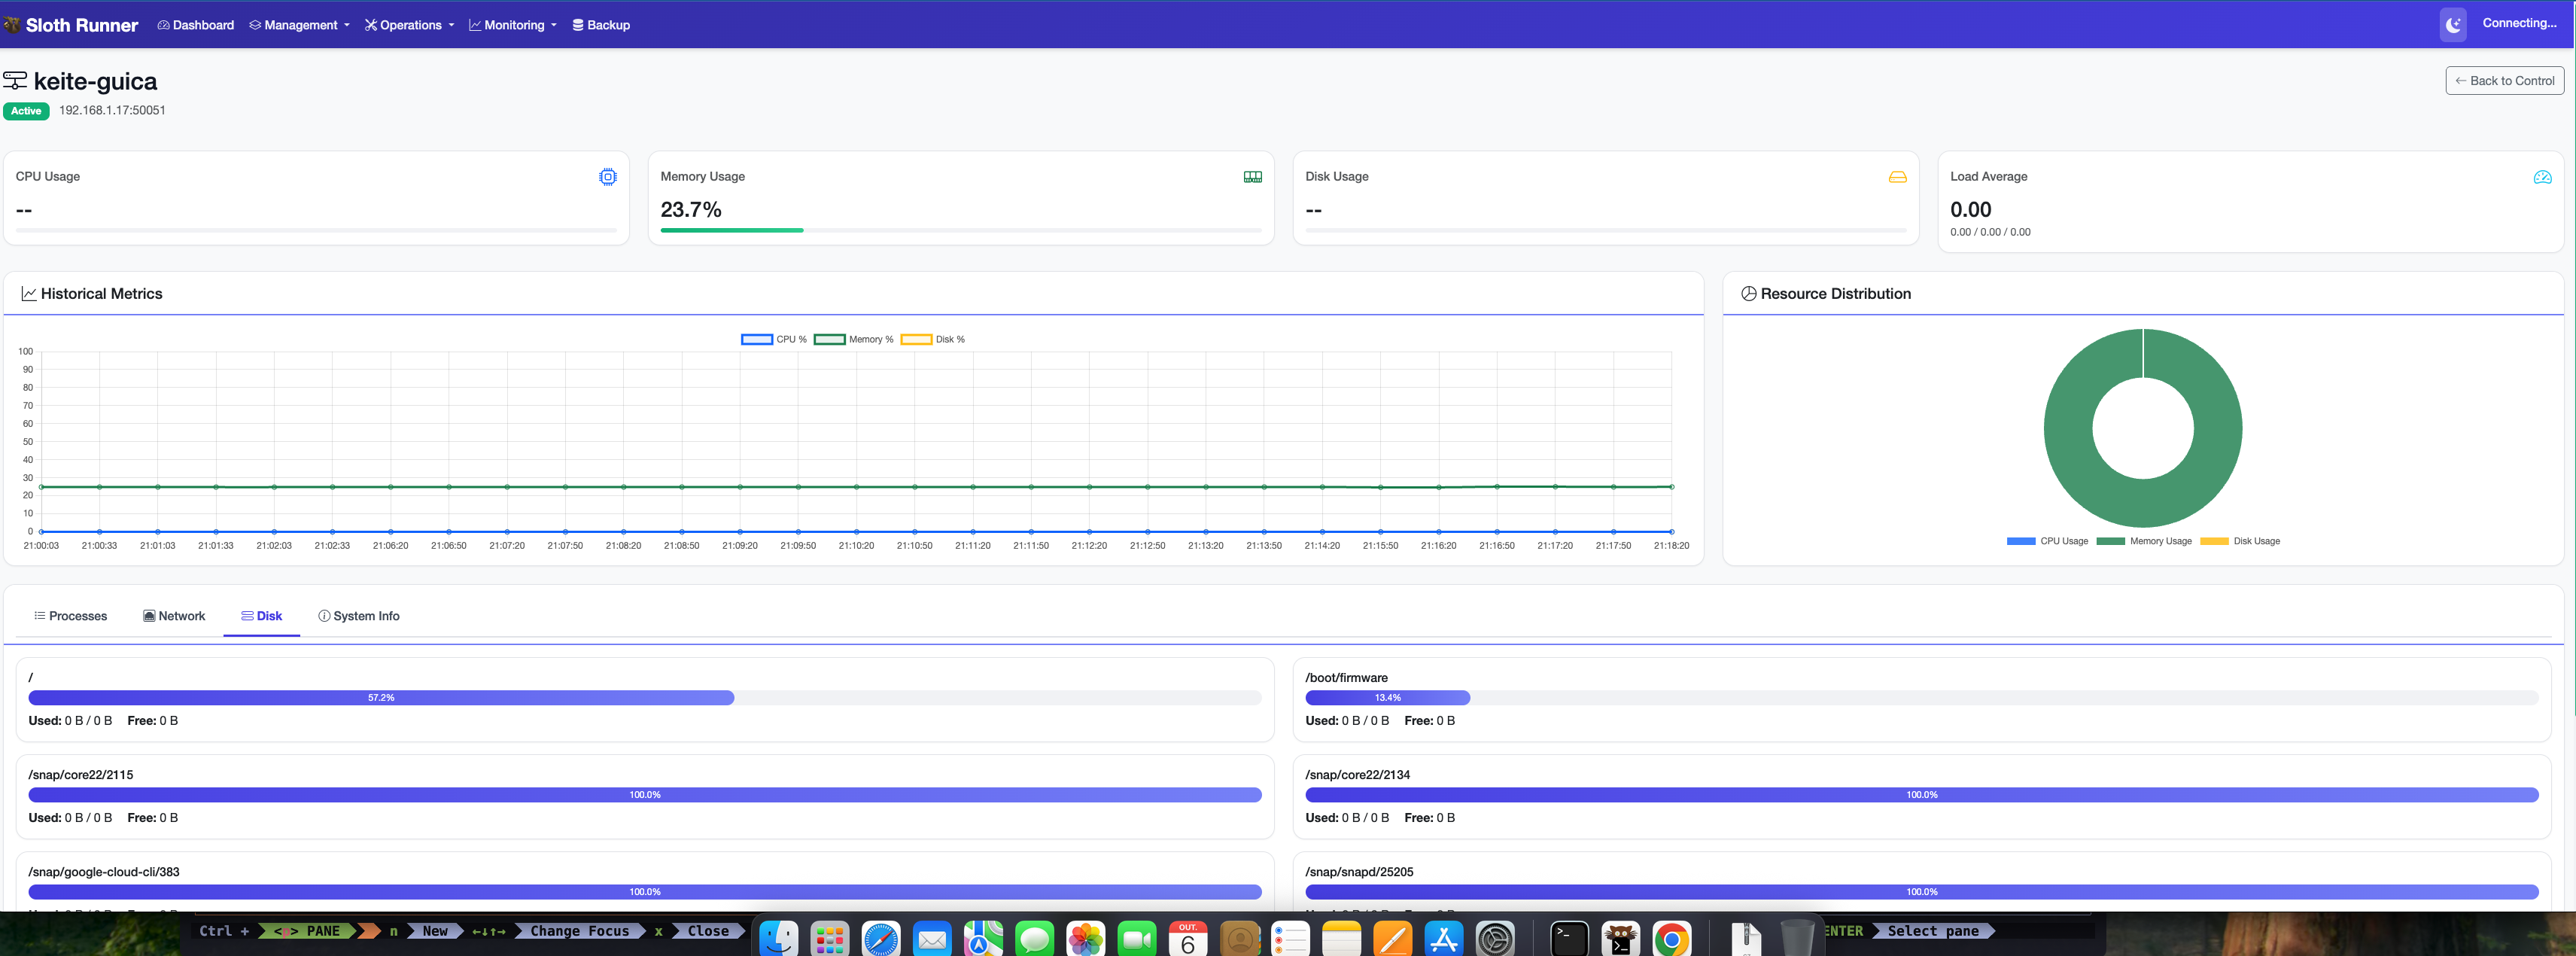 Sloth Runner Dashboard Management Operations Monitoring Backup Connecting...
keite-guica
← Back to Control
Active 192.168.1.17:50051
CPU Usage
--
Memory Usage
23.7%
Disk Usage
--
Load Average
0.00
0.00 / 0.00 / 0.00
Historical Metrics
CPU % Memory % Disk %
100
90
80
70
60
50
40
30
20
10
0
21:00:03 21:00:33 21:01:03 21:01:33 21:02:03 21:02:33 21:06:20 21:06:50 21:07:20 21:07:50 21:08:20 21:08:50 21:09:20 21:09:50 21:10:20 21:10:50 21:11:20 21:11:50 21:12:20 21:12:50 21:13:20 21:13:50 21:14:20 21:15:50 21:16:20 21:16:50 21:17:20 21:17:50 21:18:20
Resource Distribution
CPU Usage Memory Usage Disk Usage
Processes Network Disk System Info
/
57.2%
Used: 0 B / 0 B Free: 0 B
/boot/firmware
13.4%
Used: 0 B / 0 B Free: 0 B
/snap/core22/2115
100.0%
Used: 0 B / 0 B Free: 0 B
/snap/core22/2134
100.0%
Used: 0 B / 0 B Free: 0 B
/snap/google-cloud-cli/383
100.0%
/snap/snapd/25205
100.0%
Ctrl + <p> PANE n New ←↓↑→ Change Focus x Close
OUT.
6
>_
>_
ENTER Select pane